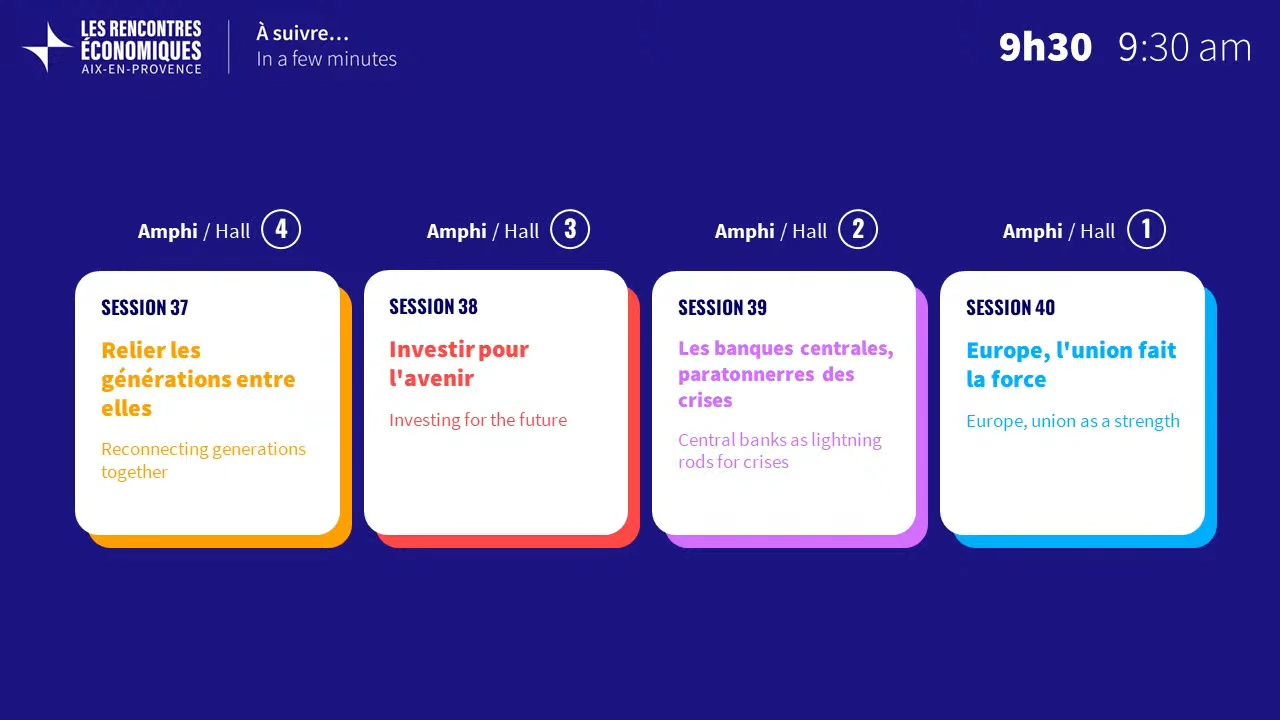 LES RENCONTRES
ÉCONOMIQUES
AIX-EN-PROVENCE
À suivre...
In a few minutes
9h30 9:30 am
Amphi / Hall 4
SESSION 37
Relier les
générations entre
elles
Reconnecting generations
together
Amphi / Hall 3
SESSION 38
Investir pour
l'avenir
Investing for the future
Amphi / Hall 2
SESSION 39
Les banques centrales,
paratonnerres des
crises
Central banks as lightning
rods for crises
Amphi / Hall 1
SESSION 40
Europe, l'union fait
la force
Europe, union as a strength